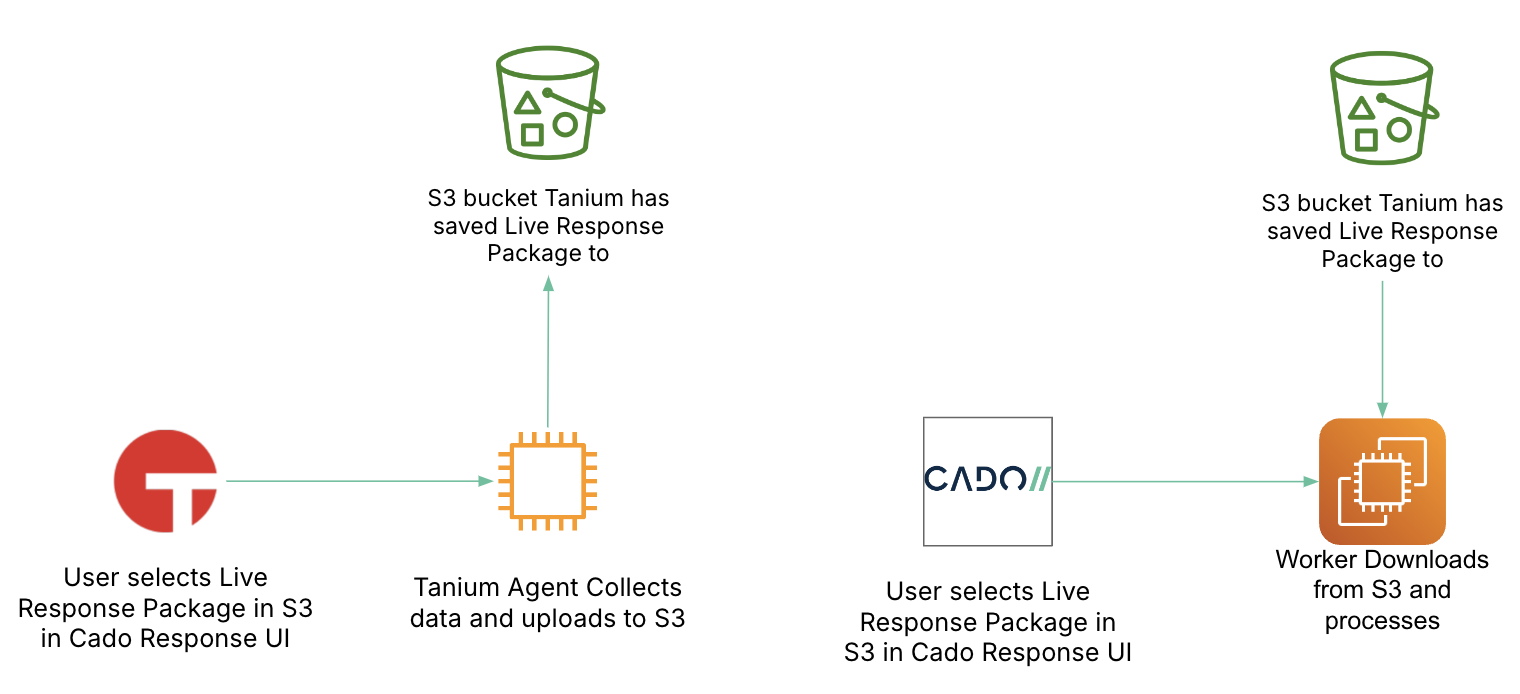 S3 bucket Tanium has
saved Live Response
Package to
User selects Live
Response Package in S3
in Cado Response UI
Tanium Agent Collects
data and uploads to S3
S3 bucket Tanium has
saved Live Response
Package to
CADO//
User selects Live
Response Package in
S3 in Cado Response UI
Worker Downloads
from S3 and
processes